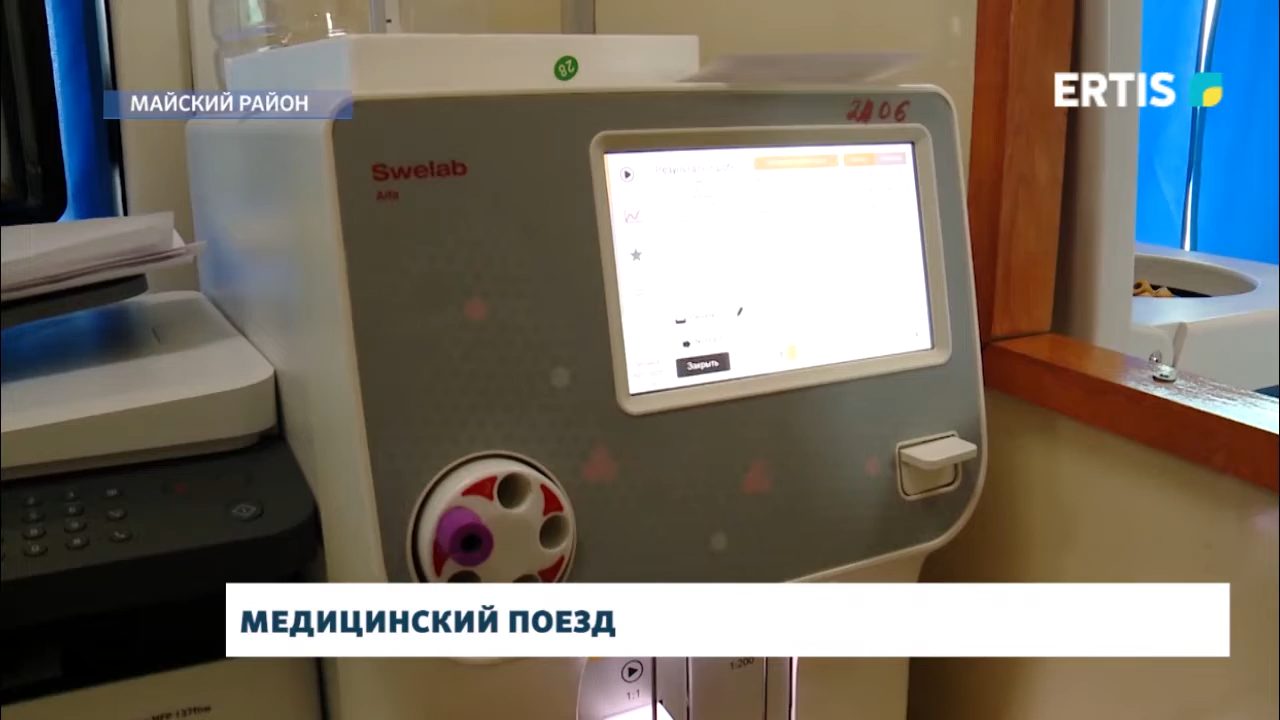 28
МАЙСКИЙ РАЙОН
ERTIS
2406
Swelab
Alfa
Закрыть
МЕДИЦИНСКИЙ ПОЕЗД
1:1
1:200